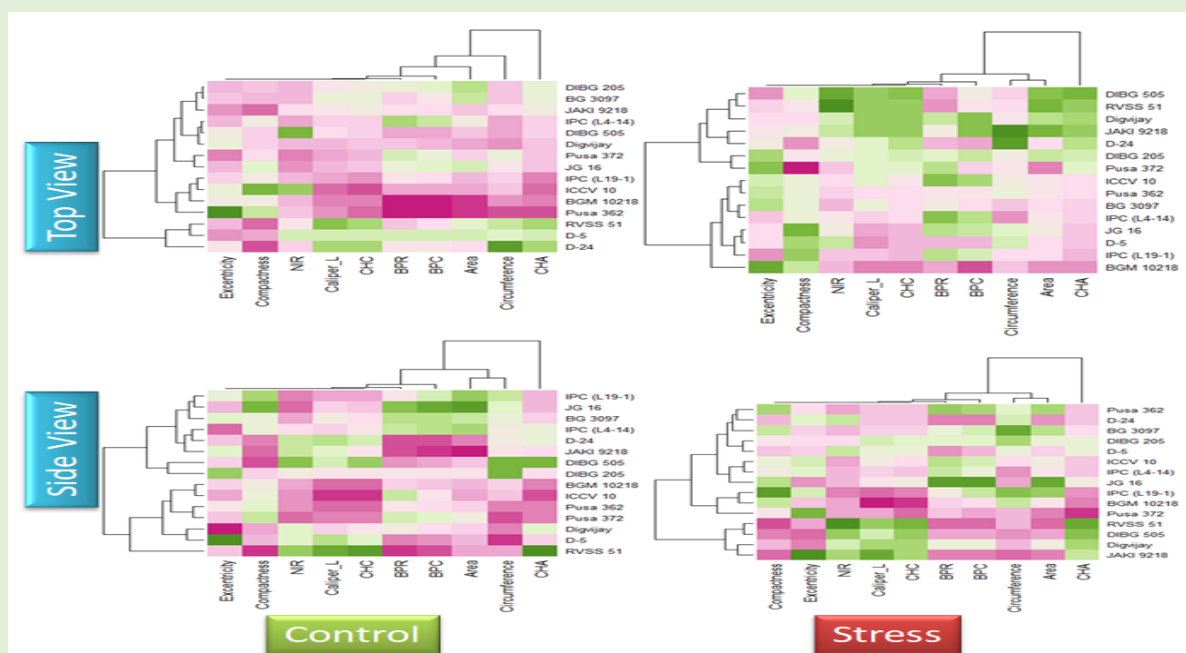 Top View
DIBG 205
BG 3097
JAKI 9218
IPC (L4-14)
DIBG 505
Digvijay
Pusa 372
JG 16
IPC (L19-1)
ICCV 10
BGM 10218
Pusa 362
RVSS 51
D-5
D-24
Excentricity
Compactness
NIR
Caliper_L
CHC
BPR
BPC
Area
Circumference
CHA
DIBG 505
RVSS 51
Digvijay
JAKI 9218
D-24
DIBG 205
Pusa 372
ICCV 10
Pusa 362
BG 3097
IPC (L4-14)
JG 16
D-5
IPC (L19-1)
BGM 10218
Excentricity
Compactness
NIR
Caliper_L
CHC
BPR
BPC
Circumference
Area
CHA
Side View
IPC (L19-1)
JG 16
BG 3097
IPC (L4-14)
D-24
JAKI 9218
DIBG 505
DIBG 205
BGM 10218
ICCV 10
Pusa 362
Pusa 372
Digvijay
D-5
RVSS 51
Excentricity
Compactness
NIR
Caliper_L
CHC
BPR
BPC
Area
Circumference
CHA
Pusa 362
D-24
BG 3097
DIBG 205
D-5
ICCV 10
IPC (L4-14)
JG 16
IPC (L19-1)
BGM 10218
Pusa 372
RVSS 51
DIBG 505
Digvijay
JAKI 9218
Compactness
Excentricity
NIR
Caliper_L
CHC
BPR
BPC
Circumference
Area
CHA
Control
Stress